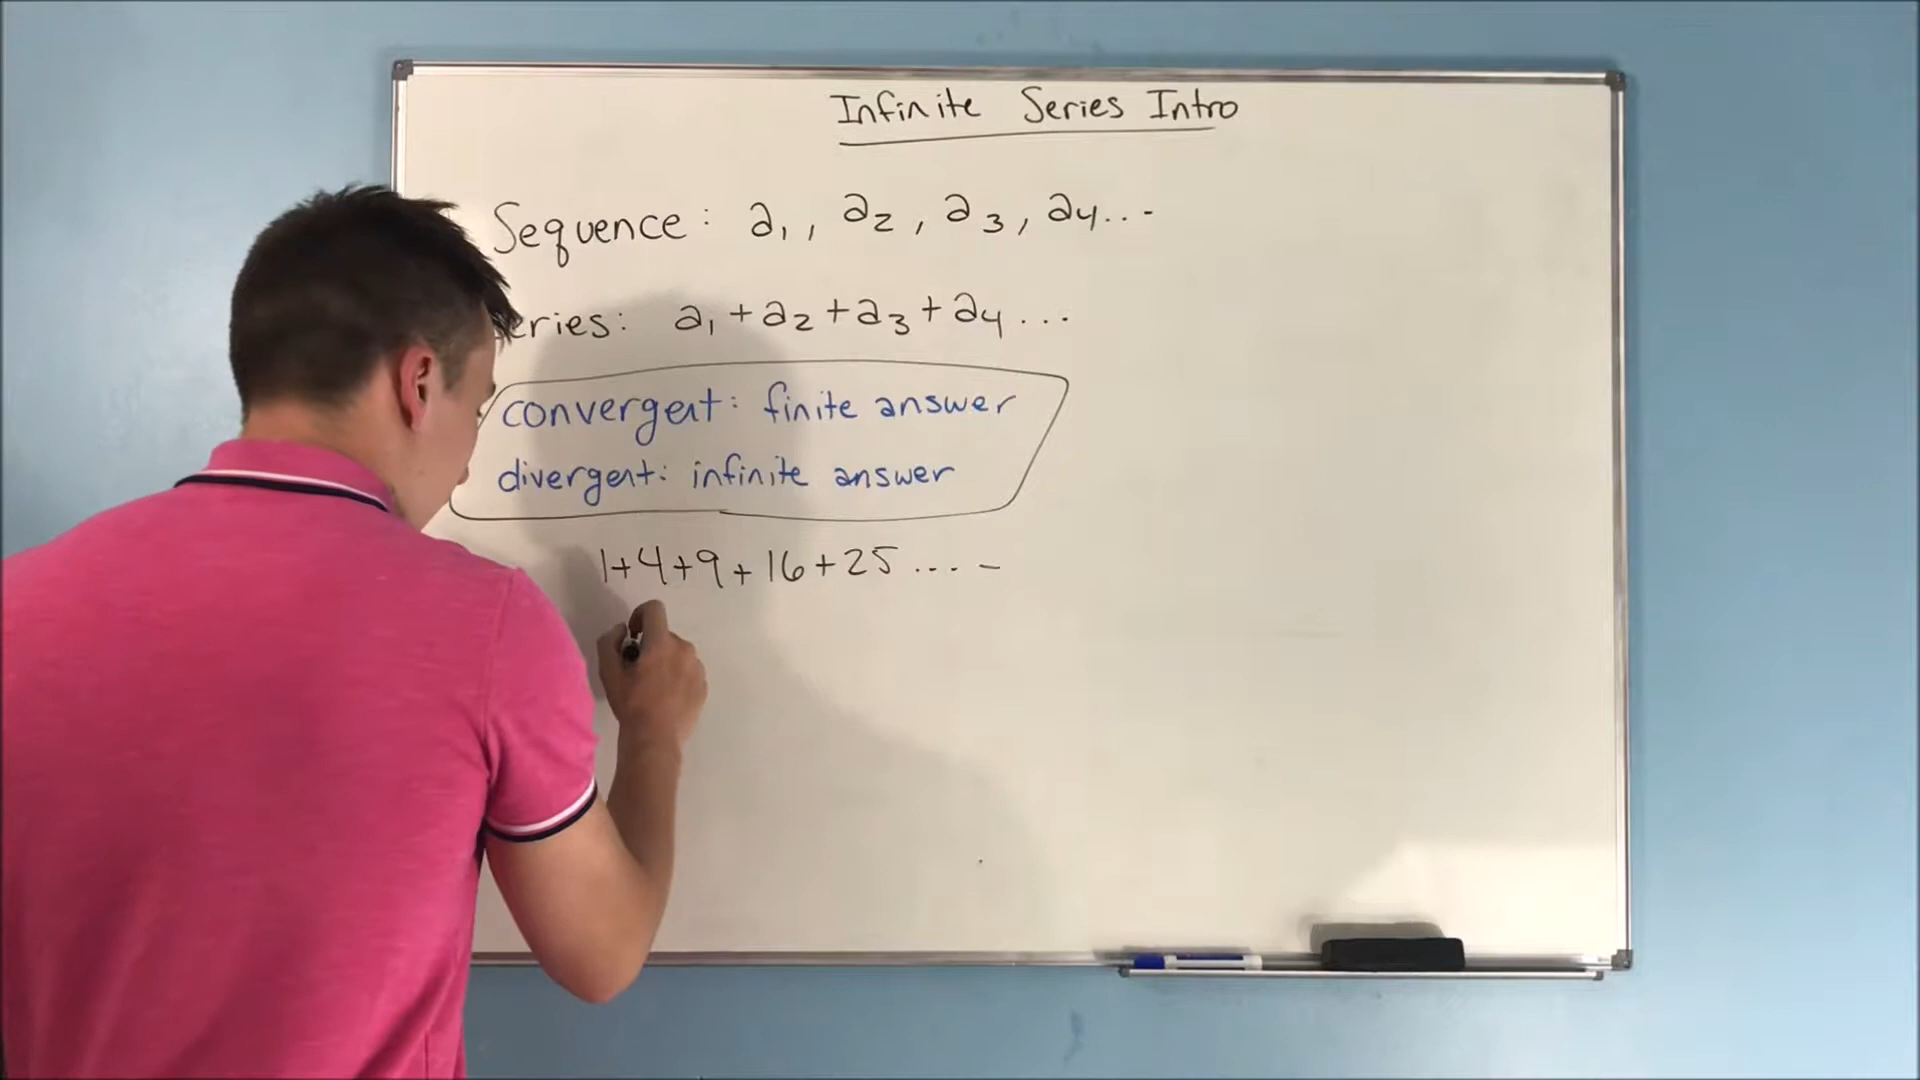 Infinite Series Intro
Sequence: a₁, a₂, a₃, a₄...
eries: a₁+a₂+a₃+a₄...
convergent: finite answer
divergent: infinite answer
1+4+9+16+25....